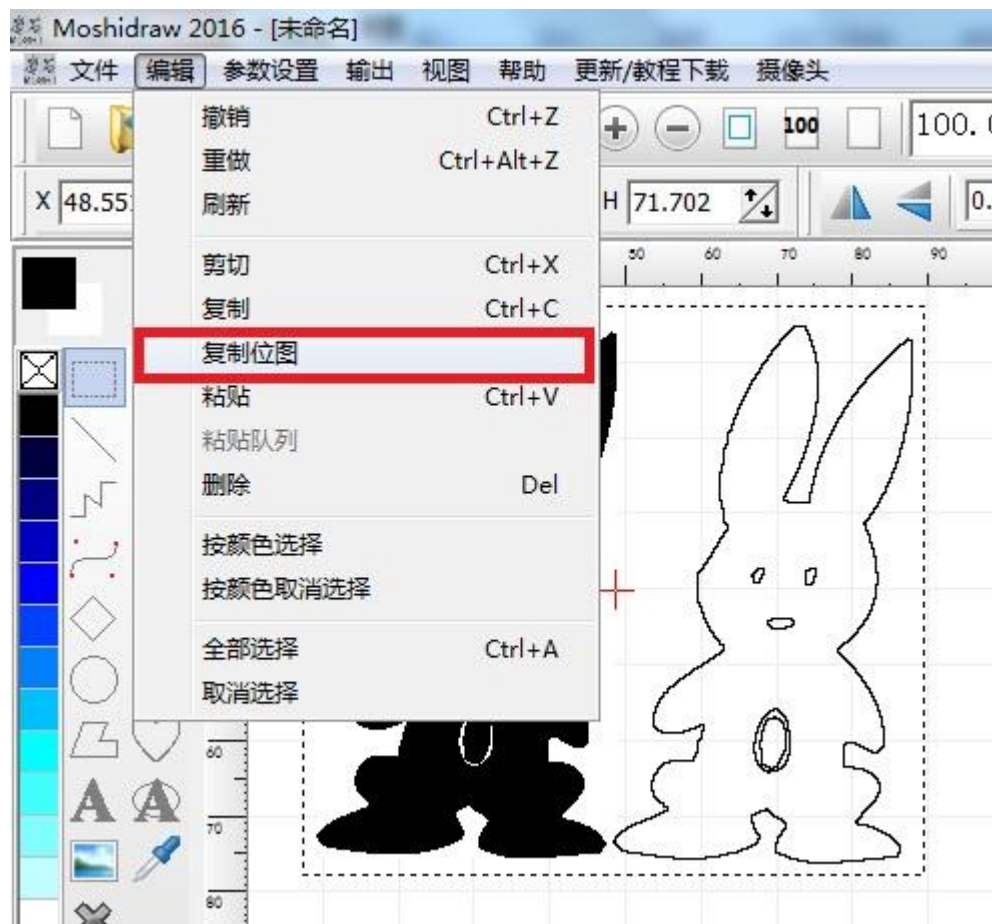 Moshidraw 2016 - [未命名]
文件 编辑 参数设置 输出 视图 帮助 更新/教程下载 摄像头
撤销 Ctrl+Z
重做 Ctrl+Alt+Z
刷新
剪切 Ctrl+X
复制 Ctrl+C
复制位图
粘贴 Ctrl+V
粘贴队列
删除 Del
按颜色选择
按颜色取消选择
全部选择 Ctrl+A
取消选择
100 100.
X 48.55 H 71.702 0.
50 60 70 80 90
60
70
80
A A